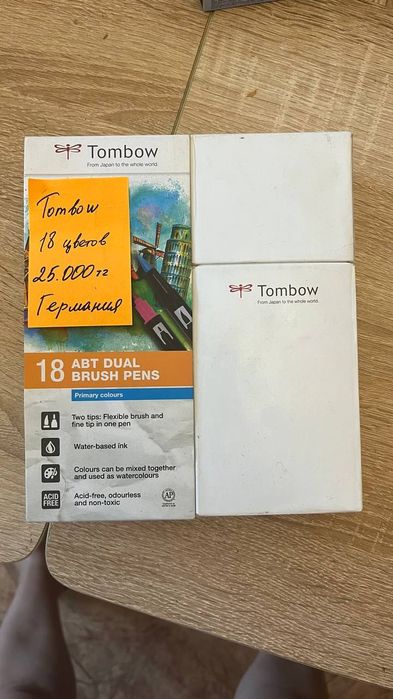 Tombow
From Japan to the whole world.
Tombow
18 цветов
25.000 тг
Германия
18 ABT DUAL
BRUSH PENS
Primary colours
Two tips: Flexible brush and
fine tip in one pen
Water-based ink
Colours can be mixed together
and used as watercolours
ACID
FREE
Acid-free, odourless
and non-toxic
AP
Tombow
From Japan to the whole world.